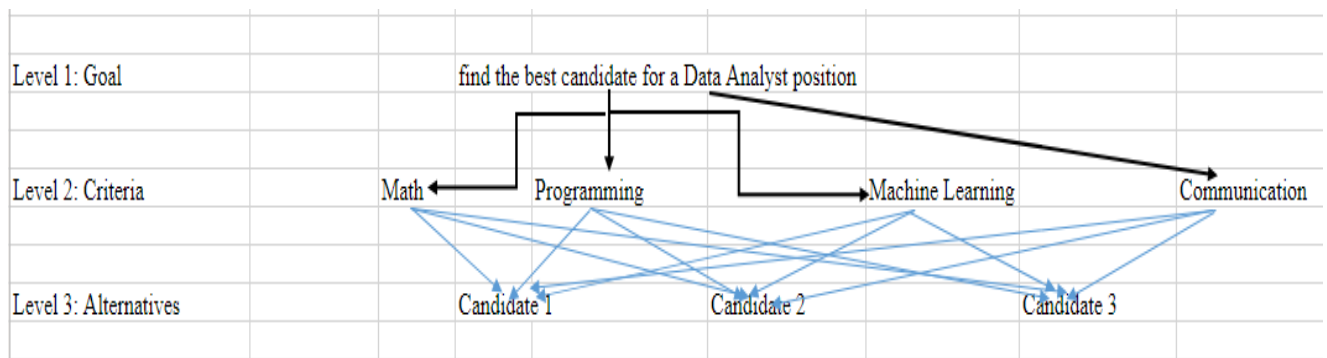 Level 1: Goal find the best candidate for a Data Analyst position
Level 2: Criteria Math Programming Machine Learning Communication
Level 3: Alternatives Candidate 1 Candidate 2 Candidate 3